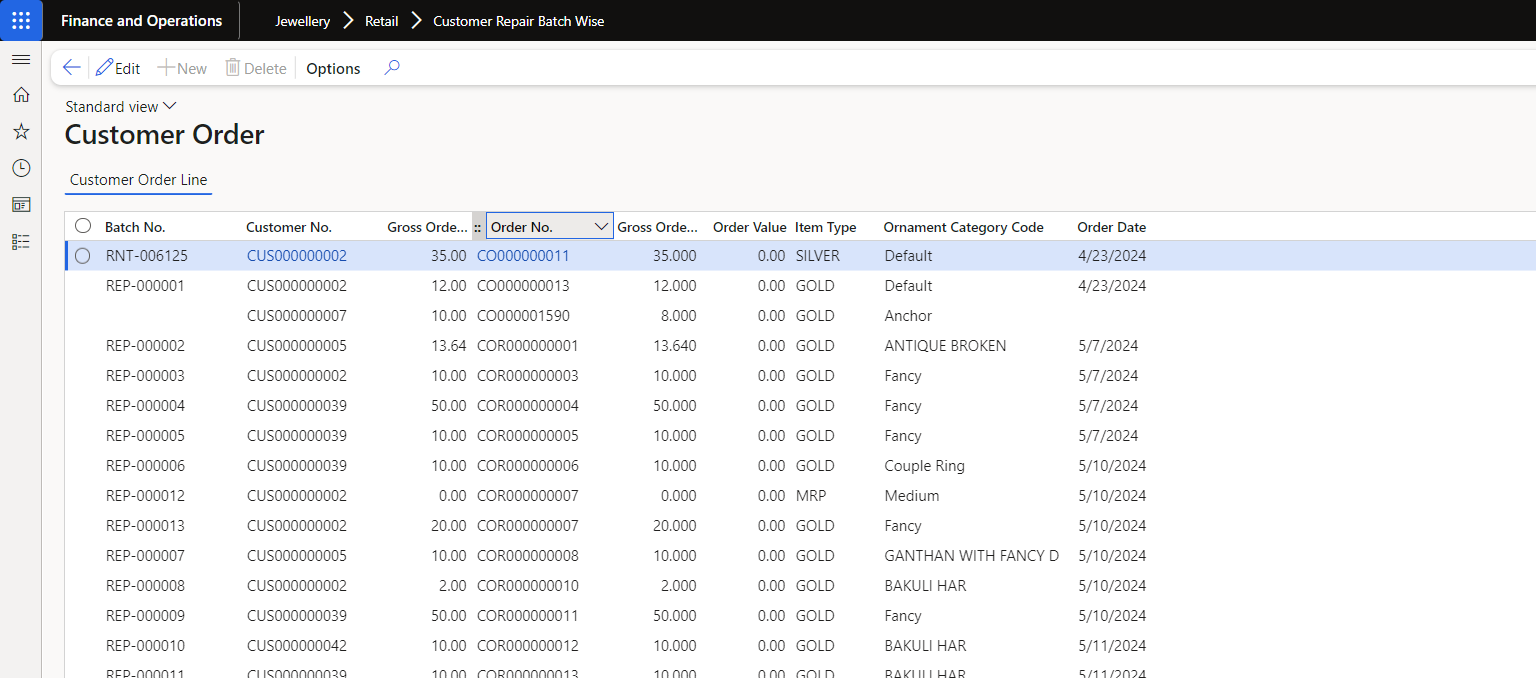 Finance and Operations Jewellery Retail Customer Repair Batch Wise
Edit New Delete Options
Standard view
Customer Order
Customer Order Line
Batch No. Customer No. Gross Orde... Order No. Gross Orde... Order Value Item Type Ornament Category Code Order Date
RNT-006125 CUS000000002 35.00 CO000000011 35.000 0.00 SILVER Default 4/23/2024
REP-000001 CUS000000002 12.00 CO000000013 12.000 0.00 GOLD Default 4/23/2024
CUS000000007 10.00 CO000001590 8.000 0.00 GOLD Anchor
REP-000002 CUS000000005 13.64 COR000000001 13.640 0.00 GOLD ANTIQUE BROKEN 5/7/2024
REP-000003 CUS000000002 10.00 COR000000003 10.000 0.00 GOLD Fancy 5/7/2024
REP-000004 CUS000000039 50.00 COR000000004 50.000 0.00 GOLD Fancy 5/7/2024
REP-000005 CUS000000039 10.00 COR000000005 10.000 0.00 GOLD Fancy 5/7/2024
REP-000006 CUS000000039 10.00 COR000000006 10.000 0.00 GOLD Couple Ring 5/10/2024
REP-000012 CUS000000002 0.00 COR000000007 0.000 0.00 MRP Medium 5/10/2024
REP-000013 CUS000000002 20.00 COR000000007 20.000 0.00 GOLD Fancy 5/10/2024
REP-000007 CUS000000005 10.00 COR000000008 10.000 0.00 GOLD GANTHAN WITH FANCY D 5/10/2024
REP-000008 CUS000000002 2.00 COR000000010 2.000 0.00 GOLD BAKULI HAR 5/10/2024
REP-000009 CUS000000039 50.00 COR000000011 50.000 0.00 GOLD Fancy 5/10/2024
REP-000010 CUS000000042 10.00 COR000000012 10.000 0.00 GOLD BAKULI HAR 5/11/2024
REP-000011 CUS000000039 10.00 COR000000013 10.000 0.00 GOLD BAKULI HAR 5/11/2024